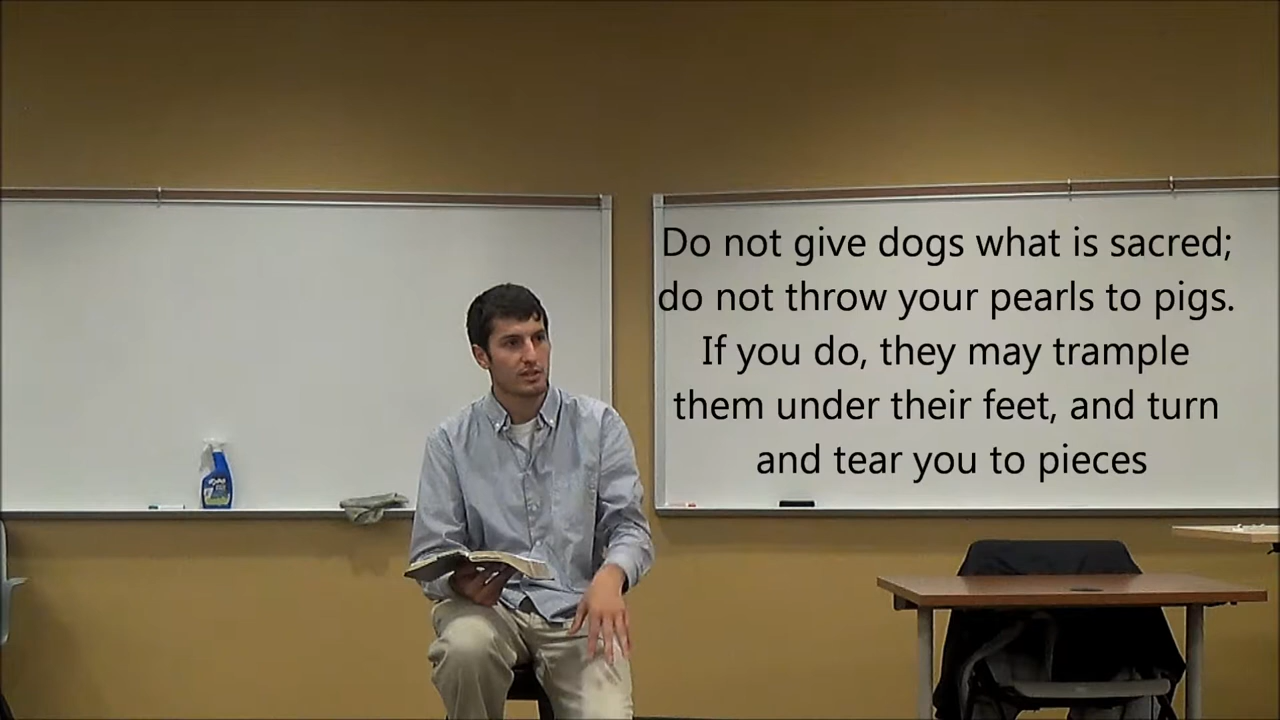 Do not give dogs what is sacred;
do not throw your pearls to pigs.
If you do, they may trample
them under their feet, and turn
and tear you to pieces